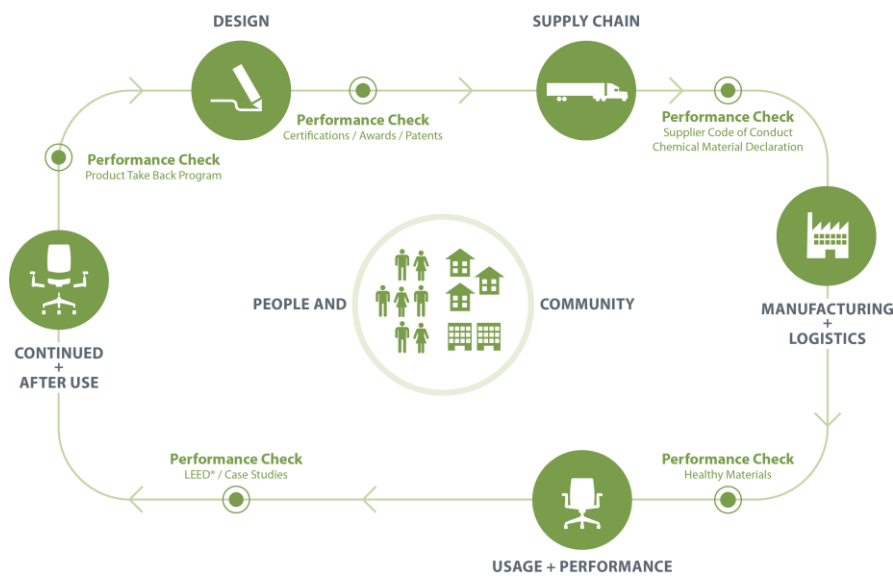 DESIGN
SUPPLY CHAIN
Performance Check
Certifications / Awards / Patents
Performance Check
Supplier Code of Conduct
Chemical Material Declaration
Performance Check
Product Take Back Program
PEOPLE AND
COMMUNITY
MANUFACTURING
+
LOGISTICS
CONTINUED
+
AFTER USE
Performance Check
LEED® / Case Studies
Performance Check
Healthy Materials
USAGE + PERFORMANCE